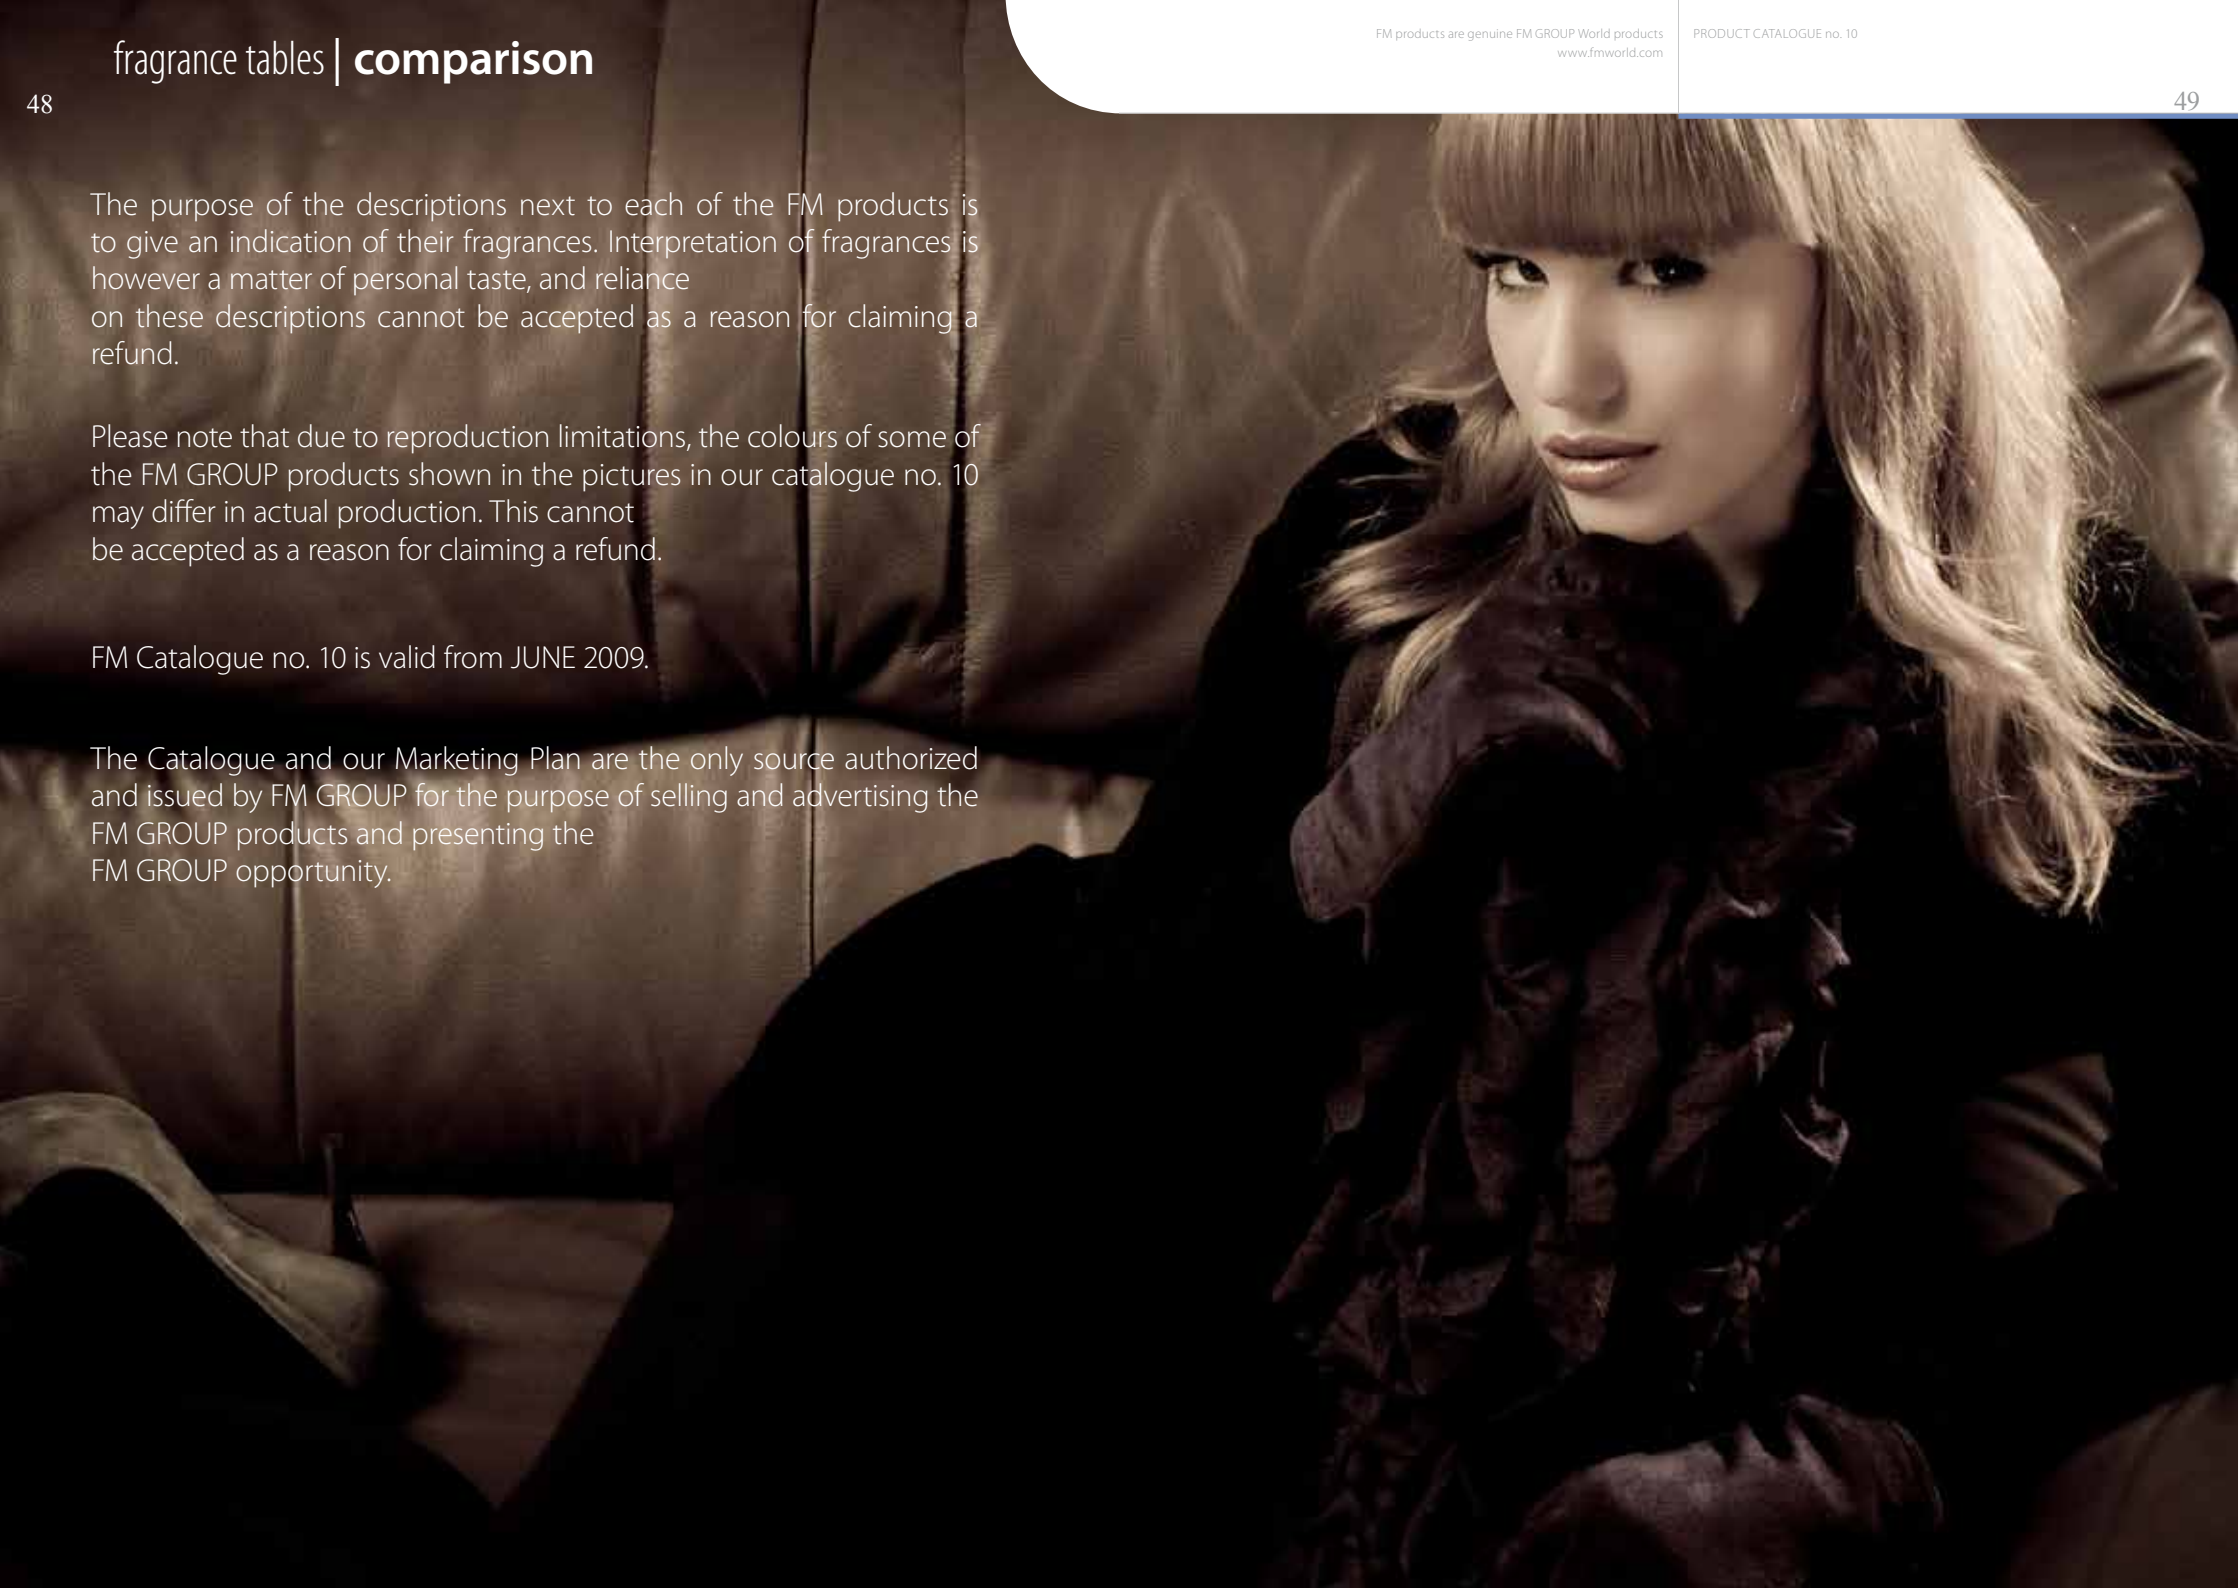 fragrance tables | comparison
48
FM products are genuine FM GROUP World products
www.fmworld.com
PRODUCT CATALOGUE no. 10
49
The purpose of the descriptions next to each of the FM products is
to give an indication of their fragrances. Interpretation of fragrances is
however a matter of personal taste, and reliance
on these descriptions cannot be accepted as a reason for claiming a
refund.
Please note that due to reproduction limitations, the colours of some of
the FM GROUP products shown in the pictures in our catalogue no. 10
may differ in actual production. This cannot
be accepted as a reason for claiming a refund.
FM Catalogue no. 10 is valid from JUNE 2009.
The Catalogue and our Marketing Plan are the only source authorized
and issued by FM GROUP for the purpose of selling and advertising the
FM GROUP products and presenting the
FM GROUP opportunity.